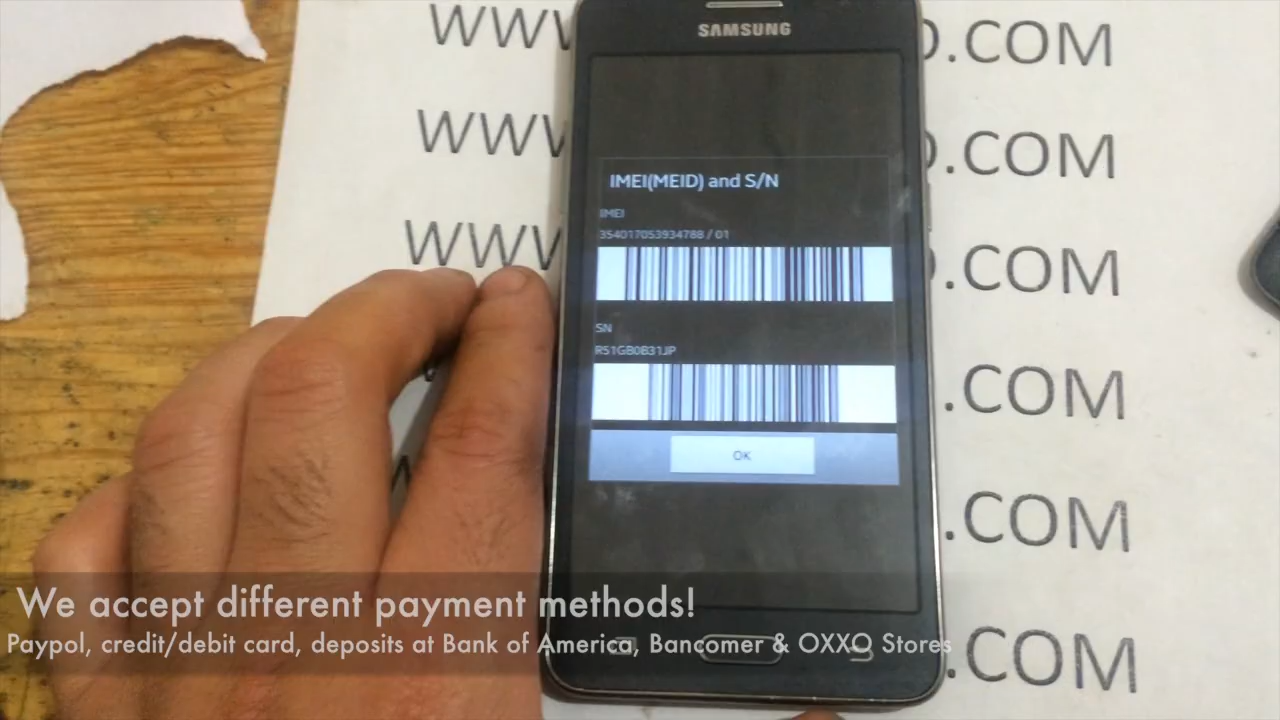 WWW
.COM
SAMSUNG
WWW
.COM
IMEI(MEID) and S/N
IMEI
354017053934788 / 01
WWW
.COM
SN
R51GB0B31JP
.COM
OK
.COM
We accept different payment methods!
Paypol, credit/debit card, deposits at Bank of America, Bancomer & OXXO Stores
.COM